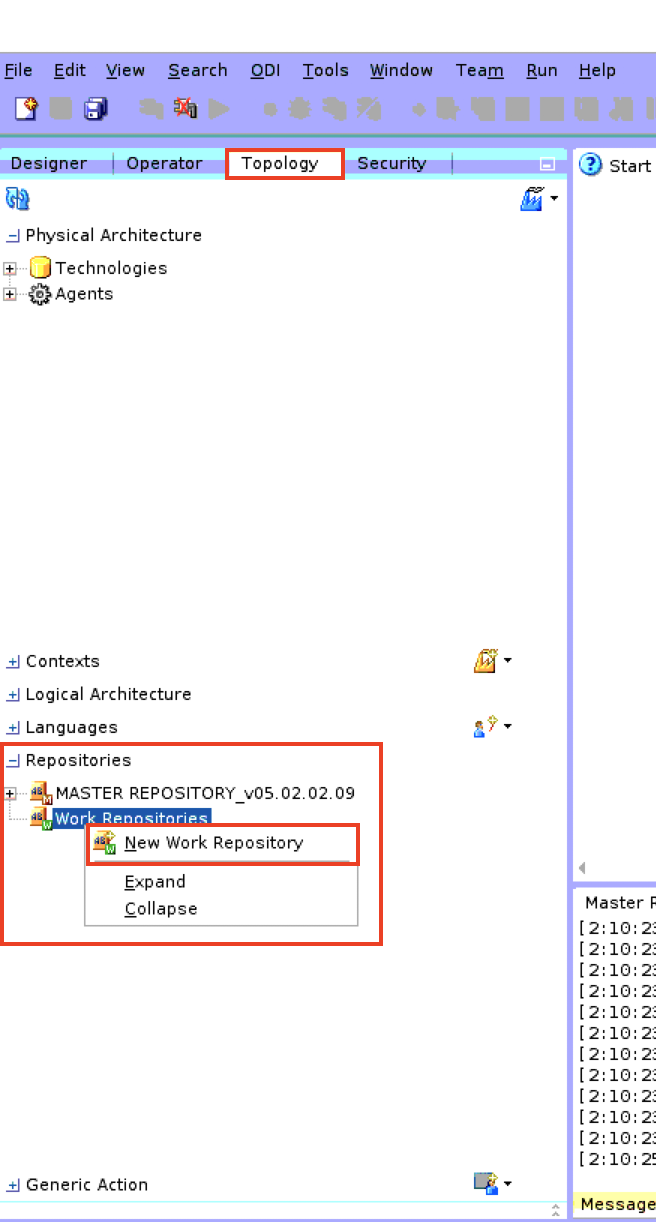 File Edit View Search ODI Tools Window Team Run Help
Designer Operator Topology Security
Start
Physical Architecture
Technologies
Agents
Contexts
Logical Architecture
Languages
Repositories
MASTER REPOSITORY_v05.02.02.09
Work Repositories
New Work Repository
Expand
Collapse
Generic Action
Master
[2:10:23
[2:10:23
[2:10:23
[2:10:23
[2:10:23
[2:10:23
[2:10:23
[2:10:23
[2:10:23
[2:10:23
[2:10:23
[2:10:25
Message